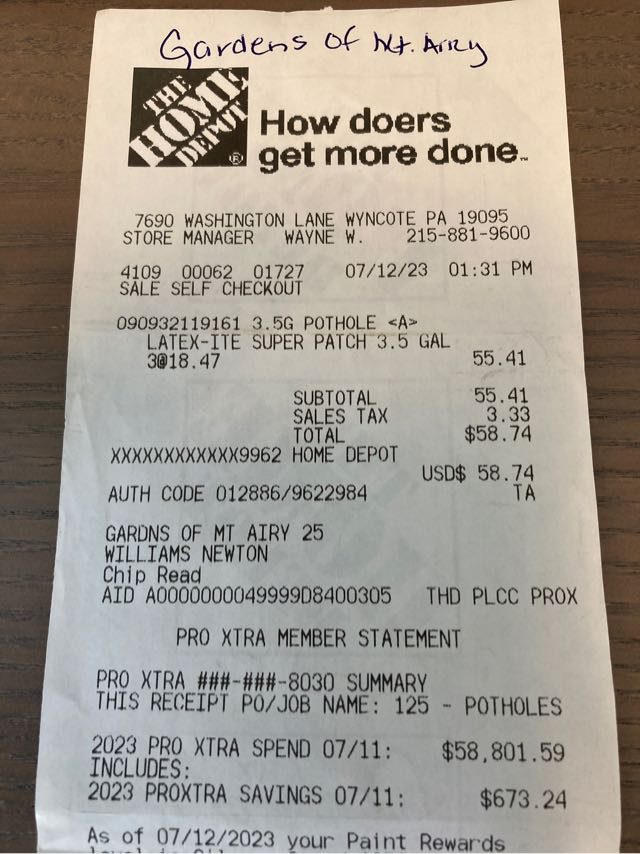 Gardens of Mt. Airy
THE
HOME
DEPOT
®
How doers
get more done.™
7690 WASHINGTON LANE WYNCOTE PA 19095
STORE MANAGER WAYNE W. 215-881-9600
4109 00062 01727 07/12/23 01:31 PM
SALE SELF CHECKOUT
090932119161 3.5G POTHOLE <A>
LATEX-ITE SUPER PATCH 3.5 GAL
3@18.47 55.41
SUBTOTAL 55.41
SALES TAX 3.33
TOTAL $58.74
XXXXXXXXXXXX9962 HOME DEPOT
USD$ 58.74
AUTH CODE 012886/9622984 TA
GARDNS OF MT AIRY 25
WILLIAMS NEWTON
Chip Read
AID A0000000049999D8400305 THD PLCC PROX
PRO XTRA MEMBER STATEMENT
PRO XTRA ###-###-8030 SUMMARY
THIS RECEIPT PO/JOB NAME: 125 - POTHOLES
2023 PRO XTRA SPEND 07/11: $58,801.59
INCLUDES:
2023 PROXTRA SAVINGS 07/11: $673.24
As of 07/12/2023 your Paint Rewards